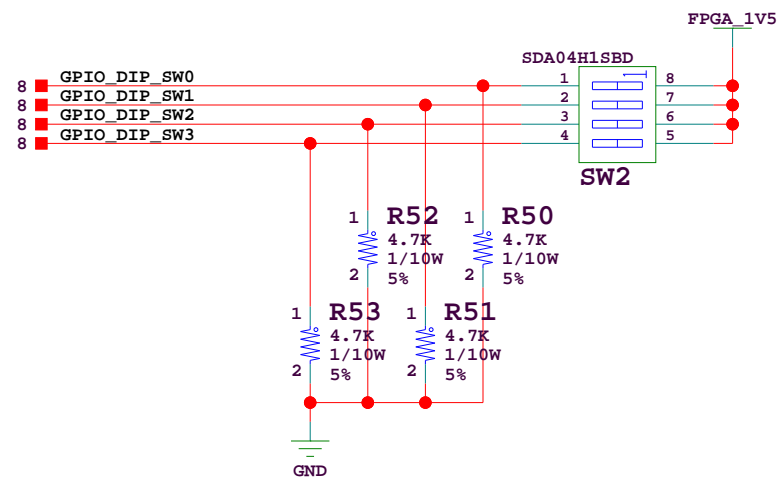 FPGA_1V5
SDA04H1SBD
8 GPIO_DIP_SW0 1 8
8 GPIO_DIP_SW1 2 7
8 GPIO_DIP_SW2 3 6
8 GPIO_DIP_SW3 4 5
1
SW2
1 R52 1 R50
4.7K 4.7K
1/10W 1/10W
2 5% 2 5%
1 R53 1 R51
4.7K 4.7K
1/10W 1/10W
2 5% 2 5%
GND